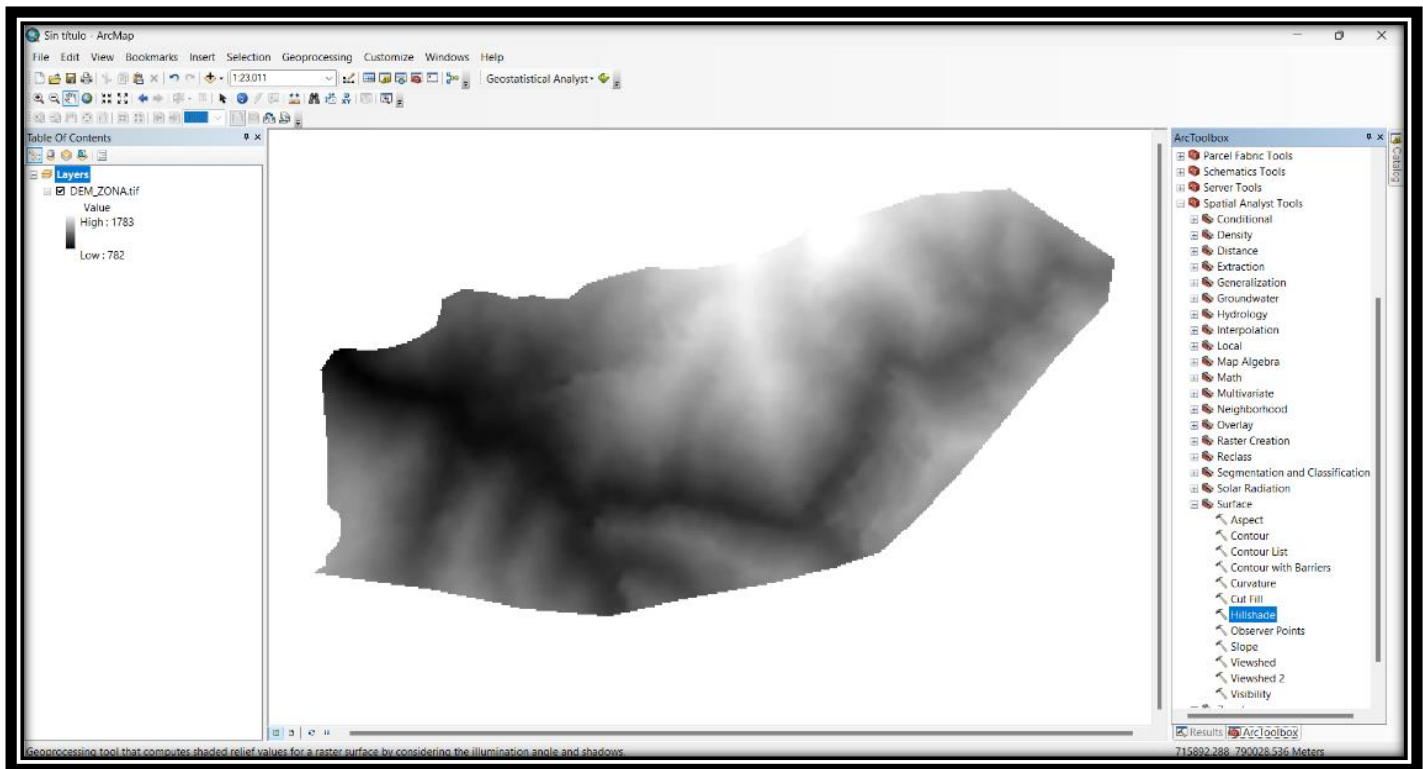 Sin título - ArcMap
File Edit View Bookmarks Insert Selection Geoprocessing Customize Windows Help
1:23.011
Geostatistical Analyst
Table Of Contents
ArcToolbox
Catalog
Layers
DEM_ZONA.tif
Value
High : 1783
Low : 782
Parcel Fabric Tools
Schematics Tools
Server Tools
Spatial Analyst Tools
Conditional
Density
Distance
Extraction
Generalization
Groundwater
Hydrology
Interpolation
Local
Map Algebra
Math
Multivariate
Neighborhood
Overlay
Raster Creation
Reclass
Segmentation and Classification
Solar Radiation
Surface
Aspect
Contour
Contour List
Contour with Barriers
Curvature
Cut Fill
Hillshade
Observer Points
Slope
Viewshed
Viewshed 2
Visibility
Results ArcToolbox
Geoprocessing tool that computes shaded relief values for a raster surface by considering the illumination angle and shadows.
715892.288 790028.536 Meters